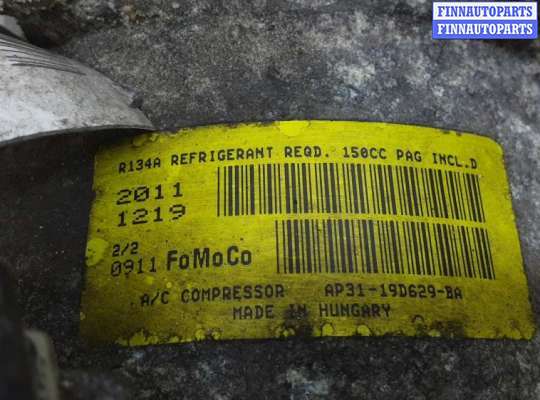 FINNAUTOPARTS
FINNAUTOPARTS
R134A REFRIGERANT REQD. 150CC PAG INCL.D
2011
1219
2/2
0911 FoMoCo
A/C COMPRESSOR AP31-19D629-BA
MADE IN HUNGARY